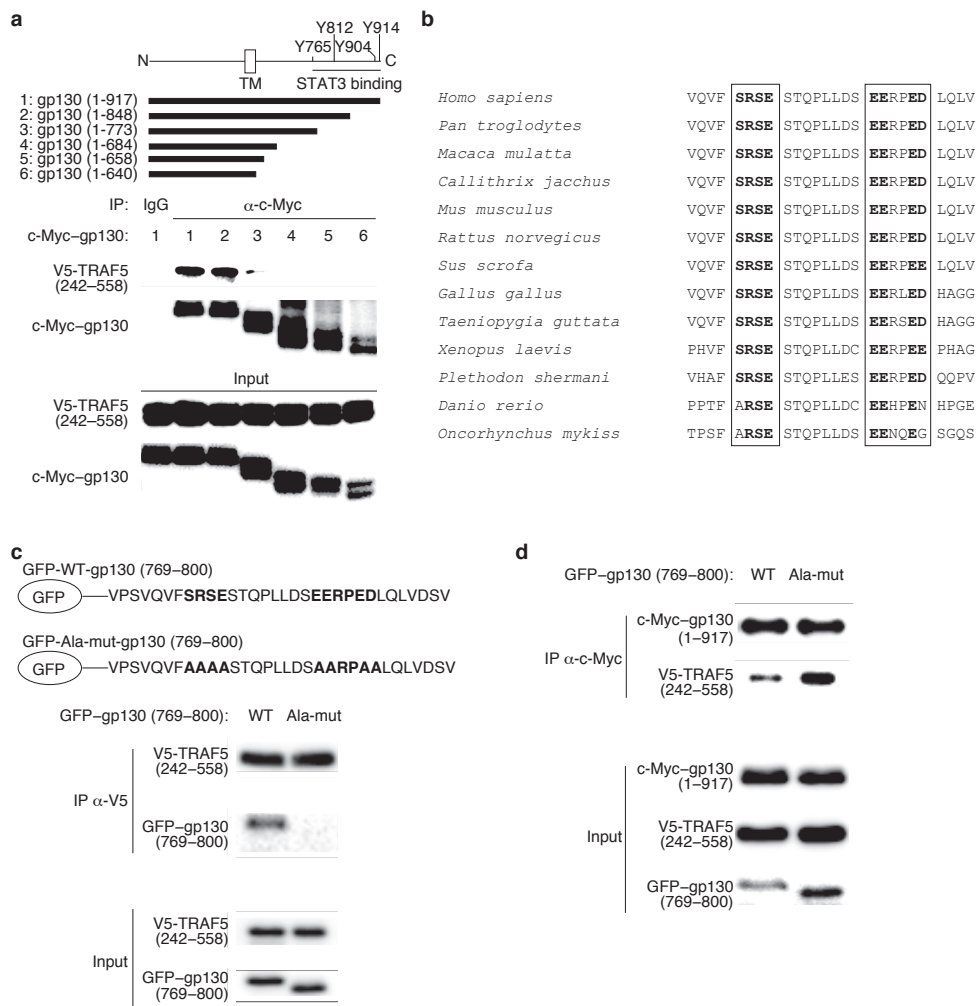 a
Y812 Y914
Y765 Y904
N C
TM STAT3 binding
1: gp130 (1-917)
2: gp130 (1-848)
3: gp130 (1-773)
4: gp130 (1-684)
5: gp130 (1-658)
6: gp130 (1-640)
IP: IgG α-c-Myc
c-Myc–gp130: 1 1 2 3 4 5 6
V5-TRAF5
(242–558)
c-Myc–gp130
Input
V5-TRAF5
(242–558)
c-Myc–gp130
b
Homo sapiens VQVF SRSE STQPLLDS EERPED LQLV
Pan troglodytes VQVF SRSE STQPLLDS EERPED LQLV
Macaca mulatta VQVF SRSE STQPLLDS EERPED LQLV
Callithrix jacchus VQVF SRSE STQPLLDS EERPED LQLV
Mus musculus VQVF SRSE STQPLLDS EERPED LQLV
Rattus norvegicus VQVF SRSE STQPLLDS EERPED LQLV
Sus scrofa VQVF SRSE STQPLLDS EERPEE LQLV
Gallus gallus VQVF SRSE STQPLLDS EERLED HAGG
Taeniopygia guttata VQVF SRSE STQPLLDS EERSED HAGG
Xenopus laevis PHVF SRSE STQPLLDC EERPEE PHAG
Plethodon shermani VHAF SRSE STQPLLES EERPED QQPV
Danio rerio PPTF ARSE STQPLLDC EEHPEN HPGE
Oncorhynchus mykiss TPSF ARSE STQPLLDS EENQEG SGQS
c
GFP-WT-gp130 (769–800)
GFP VPSVQVFSRSESTQPLLDSEERPEDLQLVDSV
GFP-Ala-mut-gp130 (769–800)
GFP VPSVQVFAAAASTQPLLDSAARPAALQLVDSV
GFP–gp130 (769–800): WT Ala-mut
IP α-V5
V5-TRAF5
(242–558)
GFP–gp130
(769–800)
Input
V5-TRAF5
(242–558)
GFP–gp130
(769–800)
d
GFP–gp130 (769–800): WT Ala-mut
IP α-c-Myc
c-Myc–gp130
(1–917)
V5-TRAF5
(242–558)
Input
c-Myc–gp130
(1–917)
V5-TRAF5
(242–558)
GFP–gp130
(769–800)